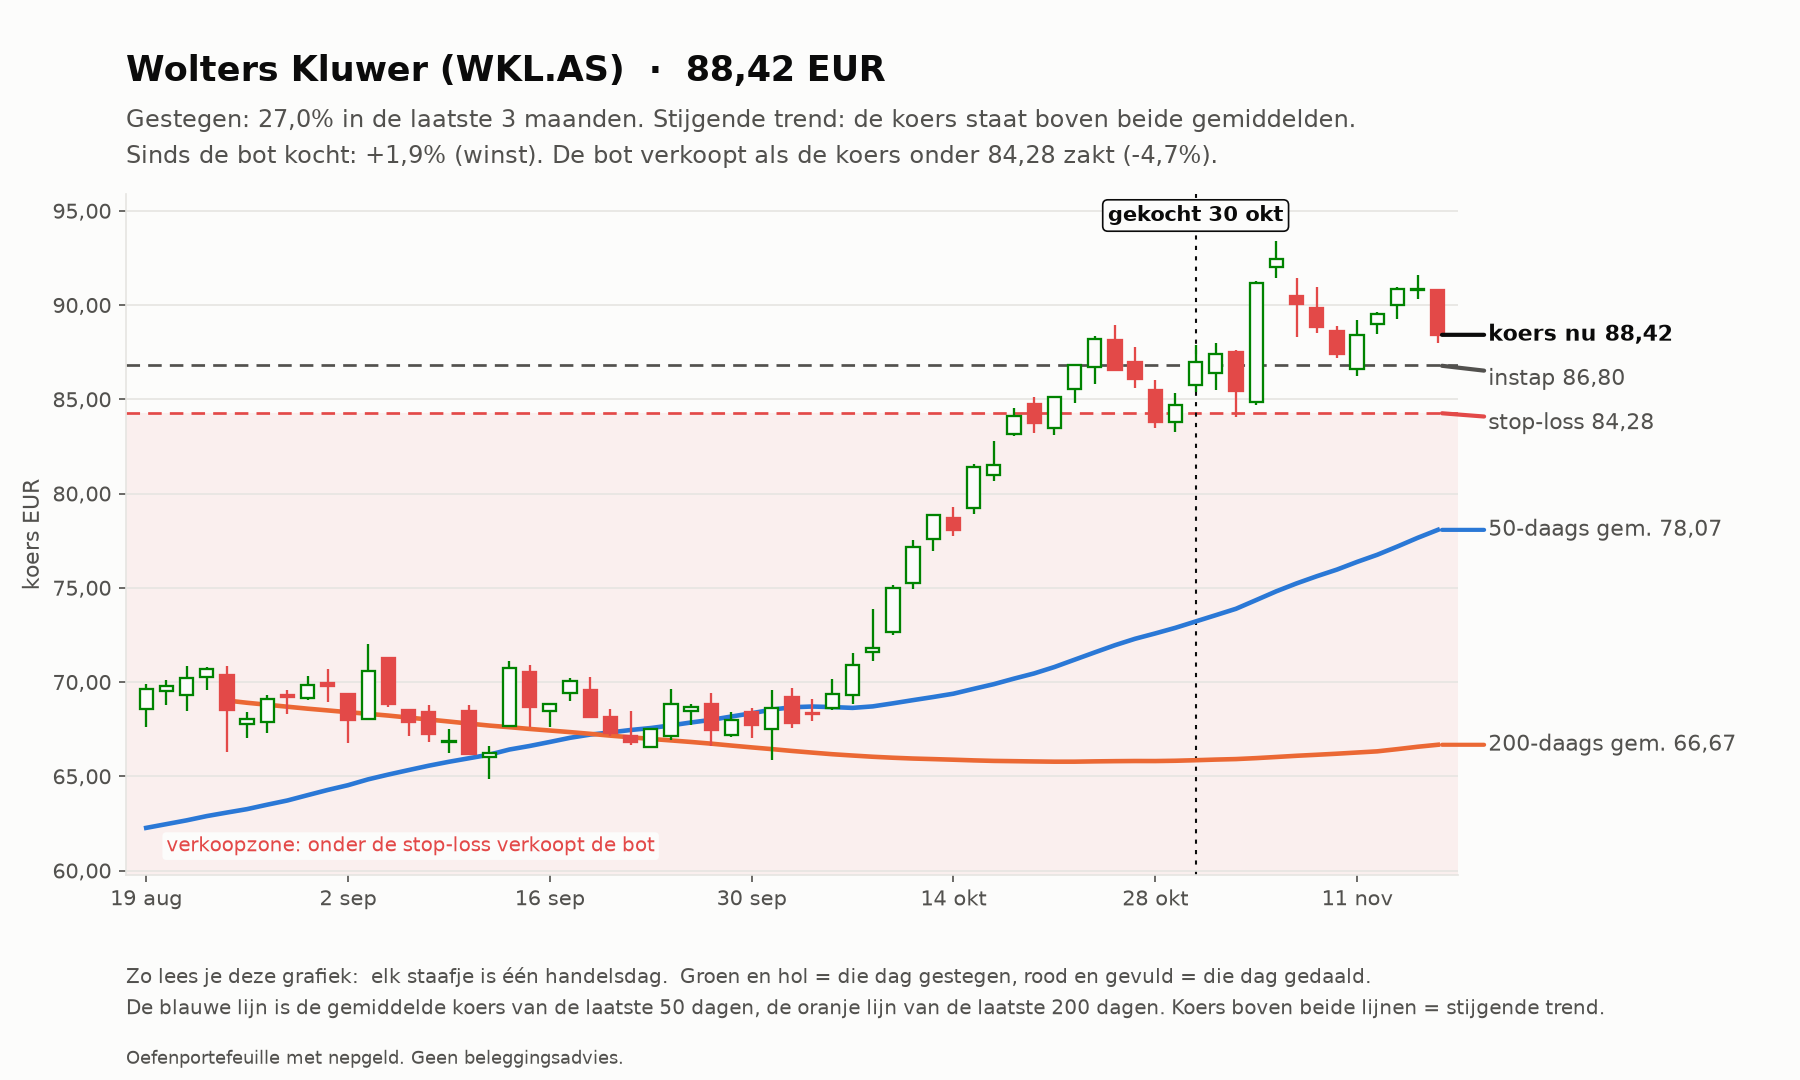 Wolters Kluwer (WKL.AS)  ·  88,42 EUR
Gestegen: 27,0% in de laatste 3 maanden. Stijgende trend: de koers staat boven beide gemiddelden.
Sinds de bot kocht: +1,9% (winst). De bot verkoopt als de koers onder 84,28 zakt (-4,7%).
gekocht 30 okt
95,00
90,00
85,00
80,00
75,00
70,00
65,00
60,00
koers EUR
koers nu 88,42
instap 86,80
stop-loss 84,28
50-daags gem. 78,07
200-daags gem. 66,67
verkoopzone: onder de stop-loss verkoopt de bot
19 aug
2 sep
16 sep
30 sep
14 okt
28 okt
11 nov
Zo lees je deze grafiek:  elk staafje is één handelsdag.  Groen en hol = die dag gestegen, rood en gevuld = die dag gedaald.
De blauwe lijn is de gemiddelde koers van de laatste 50 dagen, de oranje lijn van de laatste 200 dagen. Koers boven beide lijnen = stijgende trend.
Oefenportefeuille met nepgeld. Geen beleggingsadvies.